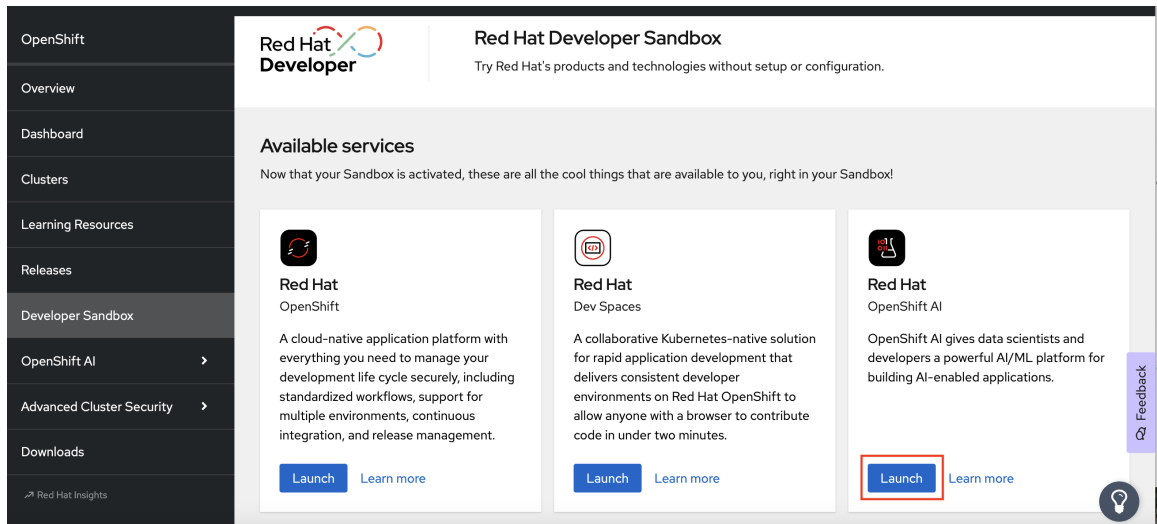 OpenShift
Overview
Dashboard
Clusters
Learning Resources
Releases
Developer Sandbox
OpenShift AI
Advanced Cluster Security
Downloads
Red Hat Insights
Red Hat
Developer
Red Hat Developer Sandbox
Try Red Hat's products and technologies without setup or configuration.
Available services
Now that your Sandbox is activated, these are all the cool things that are available to you, right in your Sandbox!
Red Hat
OpenShift
A cloud-native application platform with
everything you need to manage your
development life cycle securely, including
standardized workflows, support for
multiple environments, continuous
integration, and release management.
Launch Learn more
Red Hat
Dev Spaces
A collaborative Kubernetes-native solution
for rapid application development that
delivers consistent developer
environments on Red Hat OpenShift to
allow anyone with a browser to contribute
code in under two minutes.
Launch Learn more
Red Hat
OpenShift AI
OpenShift AI gives data scientists and
developers a powerful AI/ML platform for
building AI-enabled applications.
Launch Learn more
Feedback